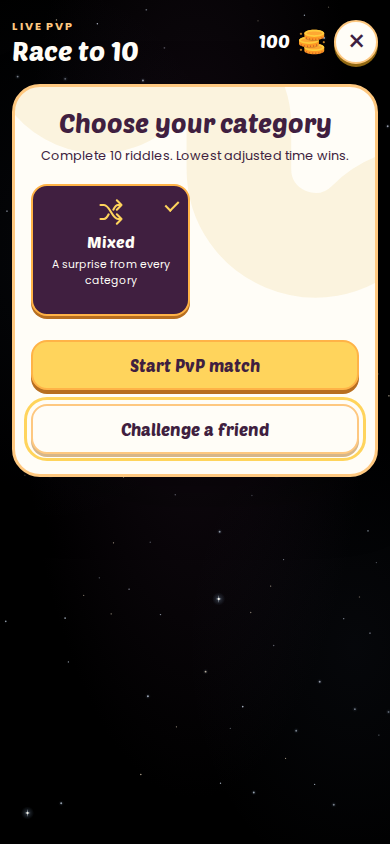 LIVE PVP
Race to 10
100
Choose your category
Complete 10 riddles. Lowest adjusted time wins.
Mixed
A surprise from every
category
Start PvP match
Challenge a friend